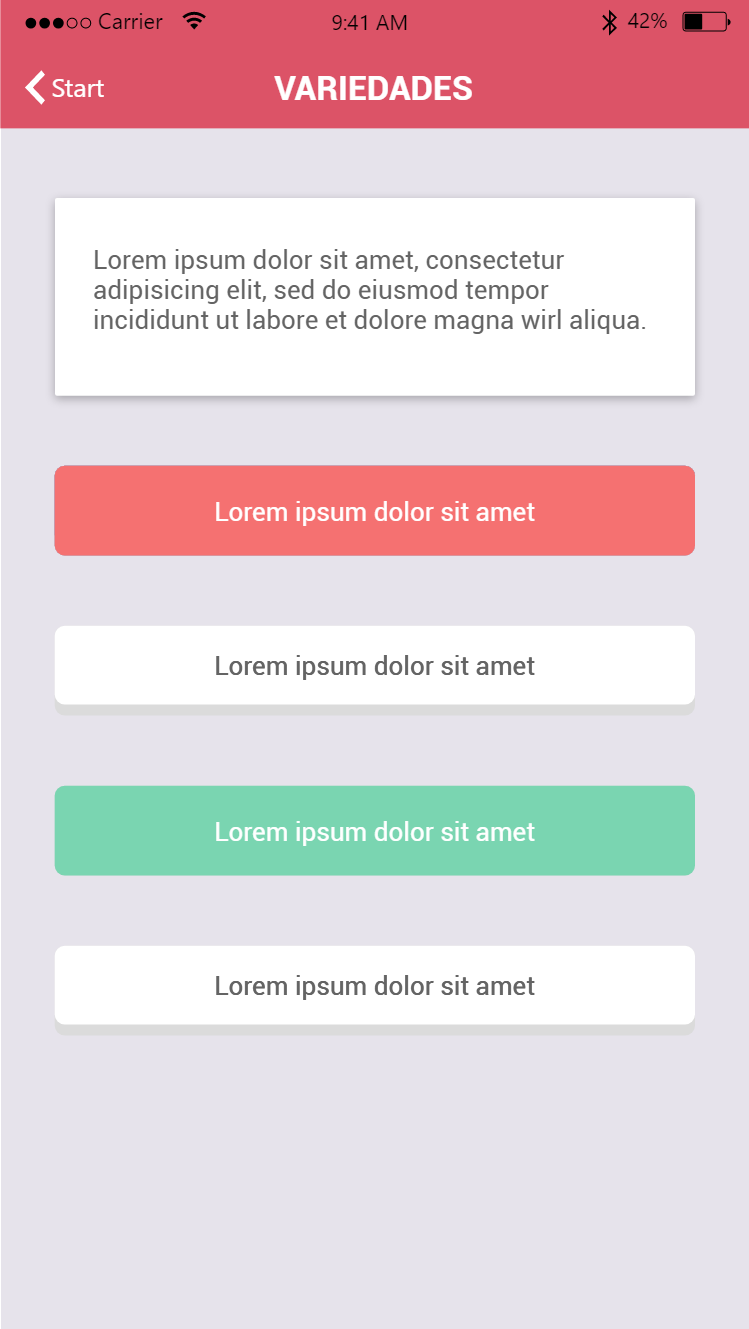 Carrier 9:41 AM 42%
Start VARIEDADES
Lorem ipsum dolor sit amet, consectetur
adipisicing elit, sed do eiusmod tempor
incididunt ut labore et dolore magna wirl aliqua.
Lorem ipsum dolor sit amet
Lorem ipsum dolor sit amet
Lorem ipsum dolor sit amet
Lorem ipsum dolor sit amet